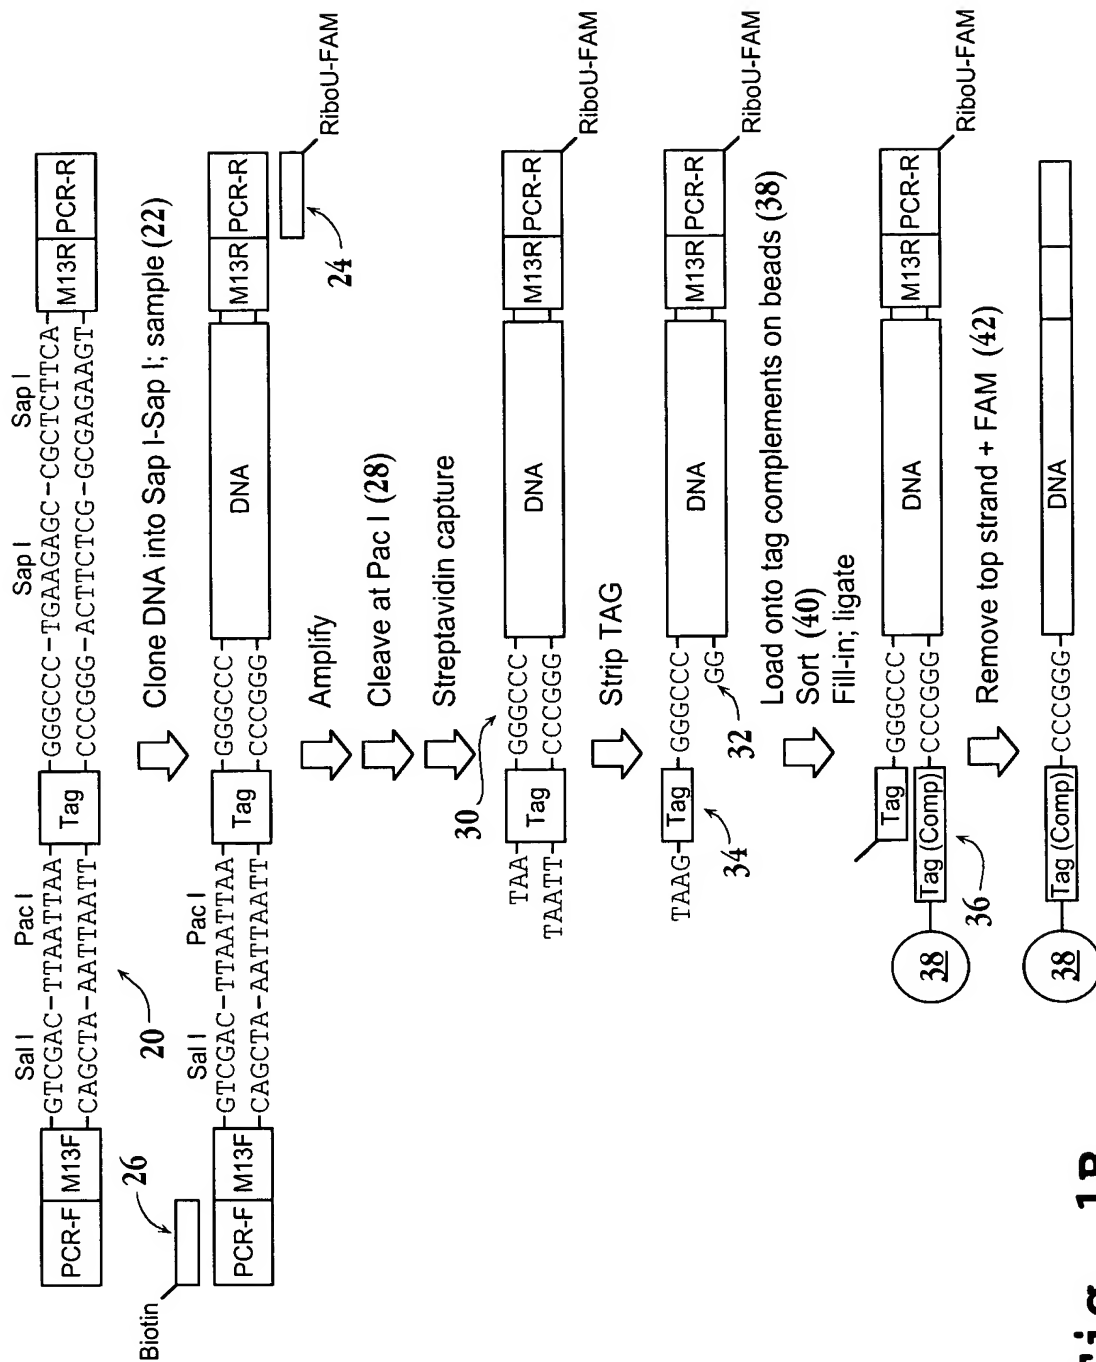 Sal I Pac I Sap I Sap I
PCR-F M13F GTCGAC-TTAATTAA Tag GGGCCC-TGAAGAGC-CGCTCTTCA M13R PCR-R
CAGCTA-AATTAATT CCCGGG-ACTTCTCG-GCGAGAAGT
20
Clone DNA into Sap I-Sap I; sample (22)
Biotin 26
Sal I Pac I
PCR-F M13F GTCGAC-TTAATTAA Tag GGGCCC DNA M13R PCR-R
CAGCTA-AATTAATT CCCGGG
24 RiboU-FAM
Amplify
Cleave at Pac I (28)
Streptavidin capture
30
TAA Tag GGGCCC DNA M13R PCR-R
TAATT CCCGGG
RiboU-FAM
Strip TAG
TAAG Tag GGGCCC DNA M13R PCR-R
GG
RiboU-FAM
34 32
Load onto tag complements on beads (38)
Sort (40)
Fill-in; ligate
Tag GGGCCC DNA M13R PCR-R
38 Tag (Comp) CCCGGG
RiboU-FAM
36
Remove top strand + FAM (42)
38 Tag (Comp) CCCGGG DNA
Fig. 1B